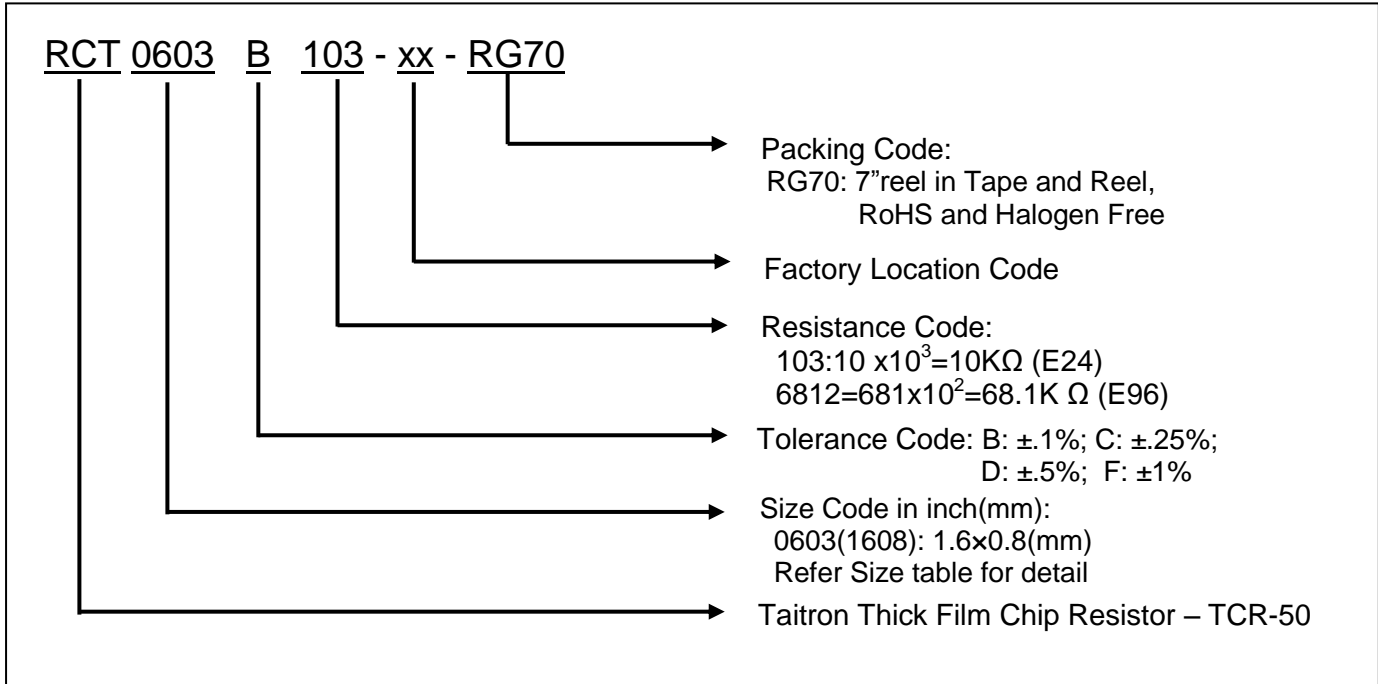 RCT 0603 B 103 - xx - RG70
Packing Code:
RG70: 7”reel in Tape and Reel,
RoHS and Halogen Free
Factory Location Code
Resistance Code:
103:10 x10³=10KΩ (E24)
6812=681x10²=68.1K Ω (E96)
Tolerance Code: B: ±.1%; C: ±.25%;
D: ±.5%; F: ±1%
Size Code in inch(mm):
0603(1608): 1.6×0.8(mm)
Refer Size table for detail
Taitron Thick Film Chip Resistor – TCR-50